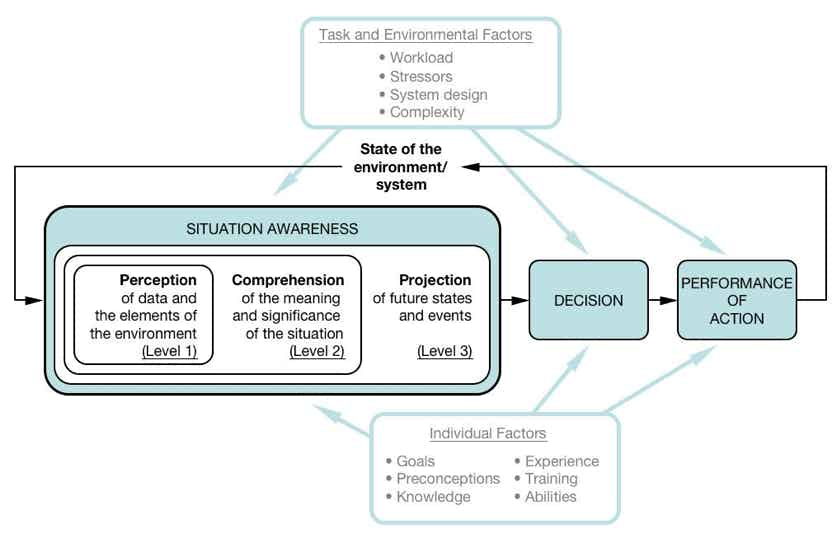 Task and Environmental Factors
• Workload
• Stressors
• System design
• Complexity
State of the
environment/
system
SITUATION AWARENESS
Perception
of data and
the elements of
the environment
(Level 1)
Comprehension
of the meaning
and significance
of the situation
(Level 2)
Projection
of future states
and events
(Level 3)
DECISION
PERFORMANCE
OF
ACTION
Individual Factors
• Goals
• Preconceptions
• Knowledge
• Experience
• Training
• Abilities